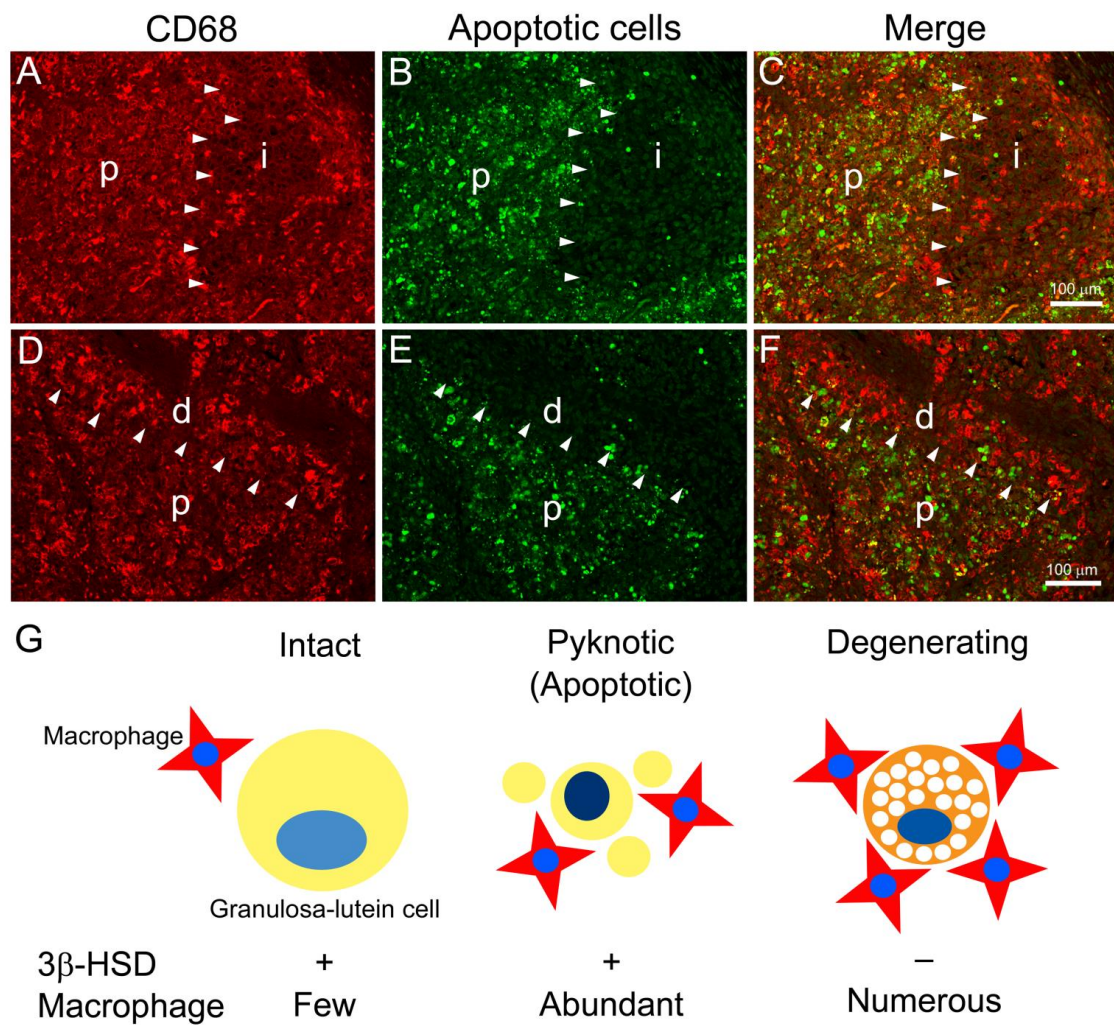 CD68
Apoptotic cells
Merge
A
B
C
p
i
p
i
p
i
100 μm
D
E
F
d
p
d
p
d
p
100 μm
G
Intact
Pyknotic
(Apoptotic)
Degenerating
Macrophage
Granulosa-lutein cell
3β-HSD + + –
Macrophage Few Abundant Numerous